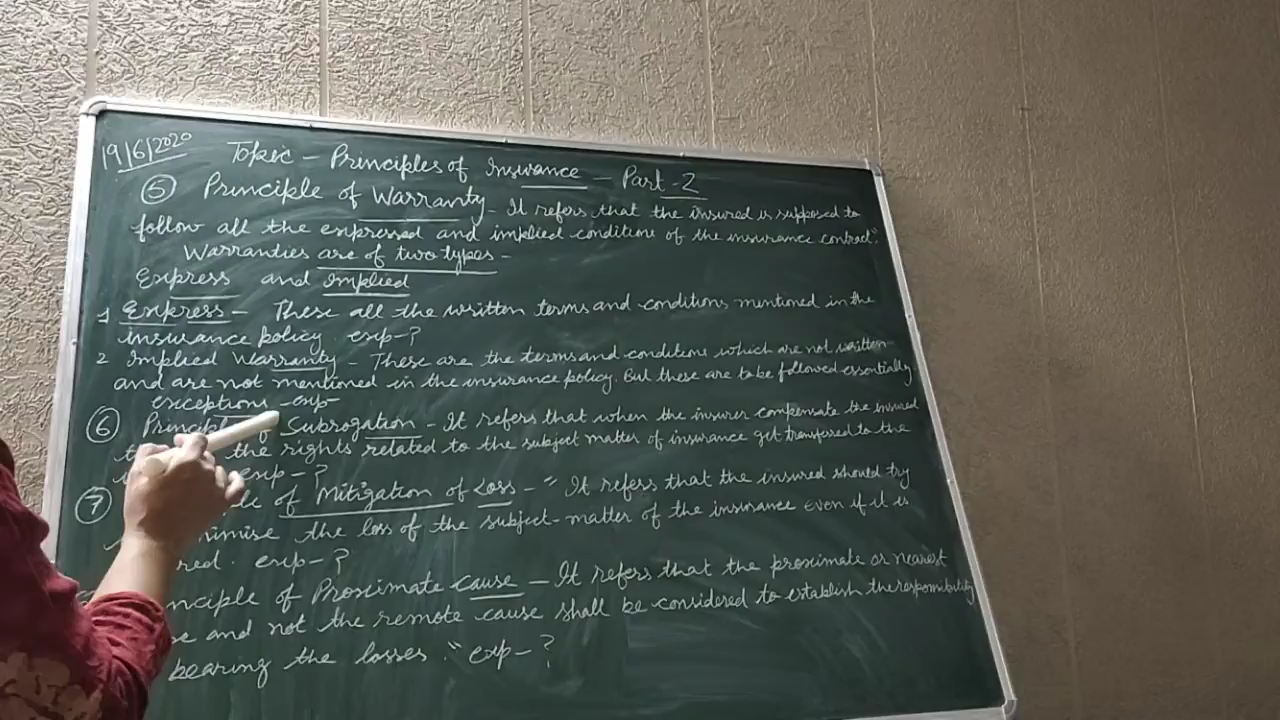 19/6/2020 Topic - Principles of Insurance - Part-2
⑤ Principle of Warranty - It refers that the insured is supposed to
follow all the expressed and implied conditions of the insurance contract."
Warranties are of two types -
Express and Implied
1 Express - These all the written terms and conditions mentioned in the
insurance policy. exp-?
2 Implied Warranty - These are the terms and conditions which are not written
and are not mentioned in the insurance policy. But these are to be followed essentially
exceptions - exp-
⑥ Principle of Subrogation - It refers that when the insurer compensate the insured
the rights related to the subject matter of insurance get transferred to the
exp-?
⑦ of Mitigation of Loss - "It refers that the insured should try
the loss of the subject-matter of the insurance even if it is
red. exp-?
nciple of Proximate cause - It refers that the proximate or nearest
se and not the remote cause shall be considered to establish the responsibility
bearing the losses." exp-?